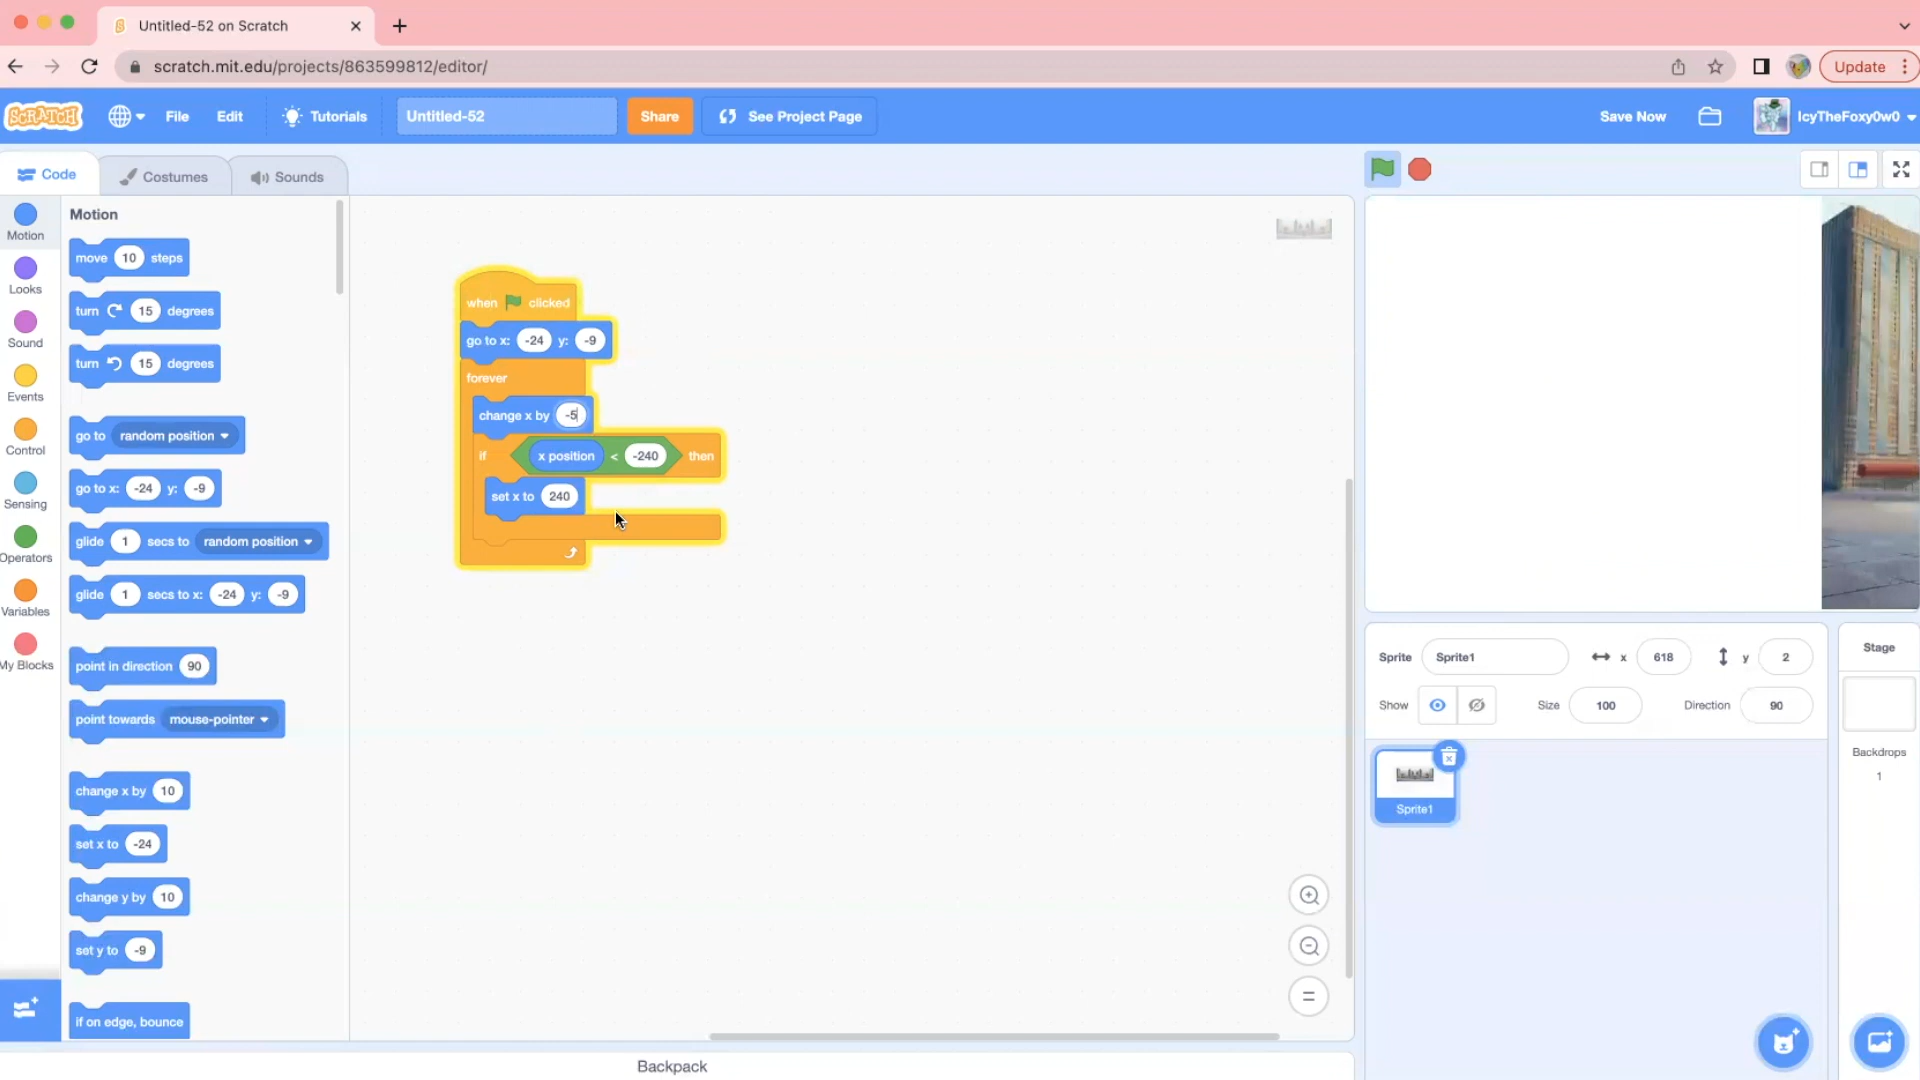 Untitled-52 on Scratch
scratch.mit.edu/projects/863599812/editor/
Update
SCRATCH
File
Edit
Tutorials
Untitled-52
Share
See Project Page
Save Now
IcyTheFoxy0w0
Code
Costumes
Sounds
Motion
Looks
Sound
Events
Control
Sensing
Operators
Variables
My Blocks
Motion
move 10 steps
turn 15 degrees
turn 15 degrees
go to random position
go to x: -24 y: -9
glide 1 secs to random position
glide 1 secs to x: -24 y: -9
point in direction 90
point towards mouse-pointer
change x by 10
set x to -24
change y by 10
set y to -9
if on edge, bounce
when clicked
go to x: -24 y: -9
forever
change x by -5
if x position < -240 then
set x to 240
Backpack
Sprite Sprite1 x 618 y 2
Show Size 100 Direction 90
Sprite1
Stage
Backdrops
1